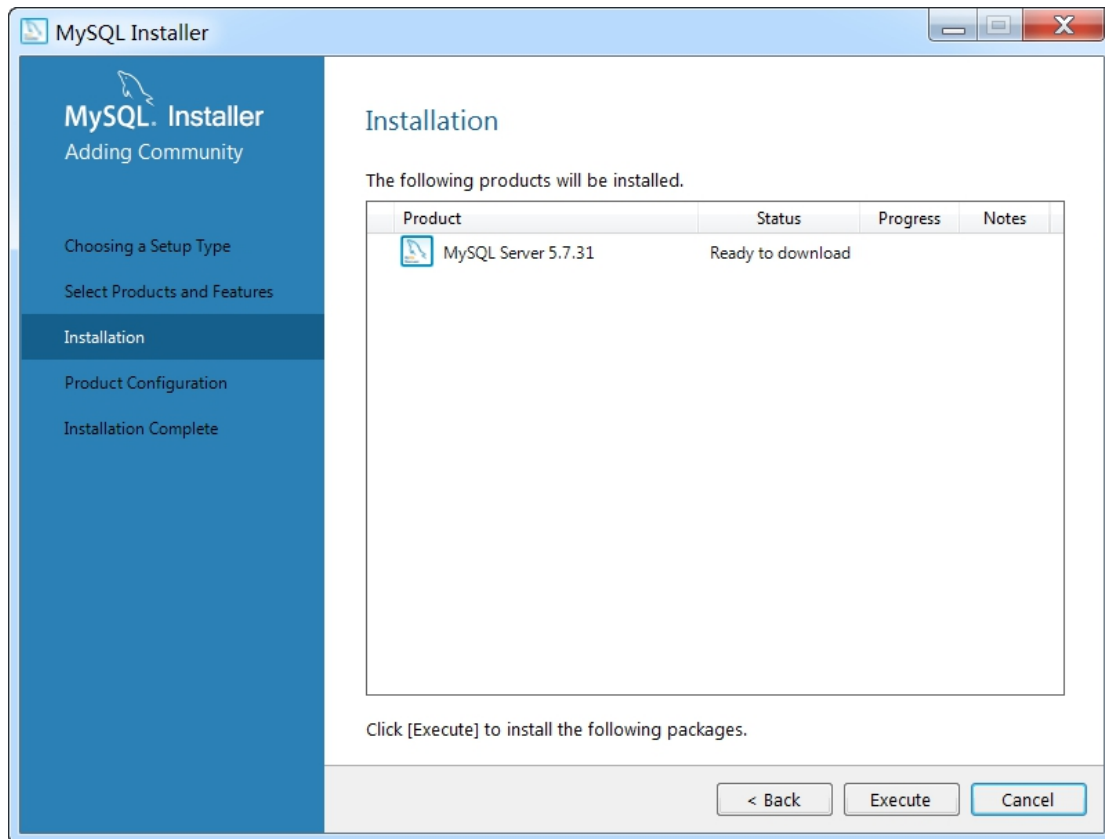 MySQL Installer
MySQL. Installer
Adding Community
Choosing a Setup Type
Select Products and Features
Installation
Product Configuration
Installation Complete
Installation
The following products will be installed.
Product Status Progress Notes
MySQL Server 5.7.31 Ready to download
Click [Execute] to install the following packages.
< Back Execute Cancel